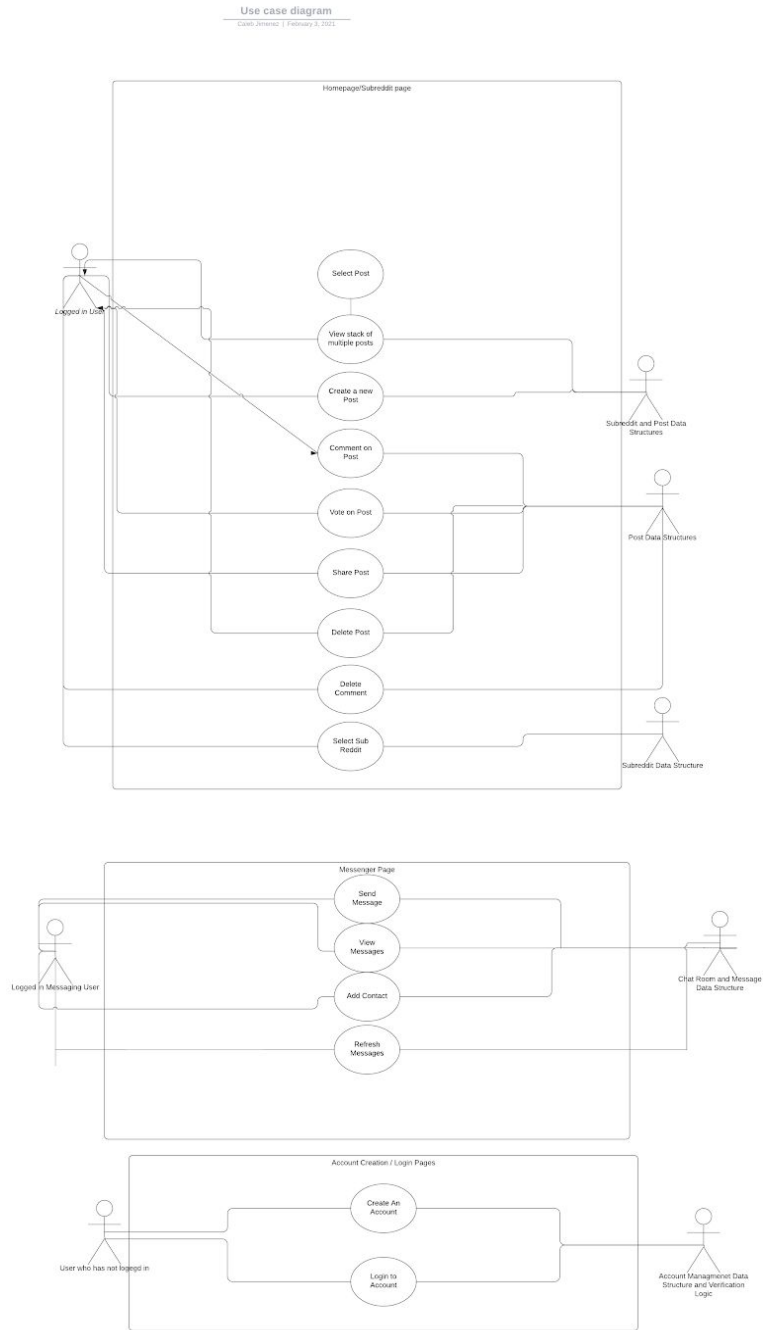 Use case diagram
Caleb Jimenez | February 3, 2021
Homepage/Subreddit page
Select Post
Logged in User
View stack of
multiple posts
Create a new
Post
Subreddit and Post Data
Structures
Comment on
Post
Vote on Post
Post Data Structures
Share Post
Delete Post
Delete
Comment
Select Sub
Reddit
Subreddit Data Structure
Messenger Page
Send
Message
View
Messages
Logged in Messaging User
Chat Room and Message
Data Structure
Add Contact
Refresh
Messages
Account Creation / Login Pages
Create An
Account
User who has not logegd in
Login to
Account
Account Managmenet Data
Structure and Verification
Logic